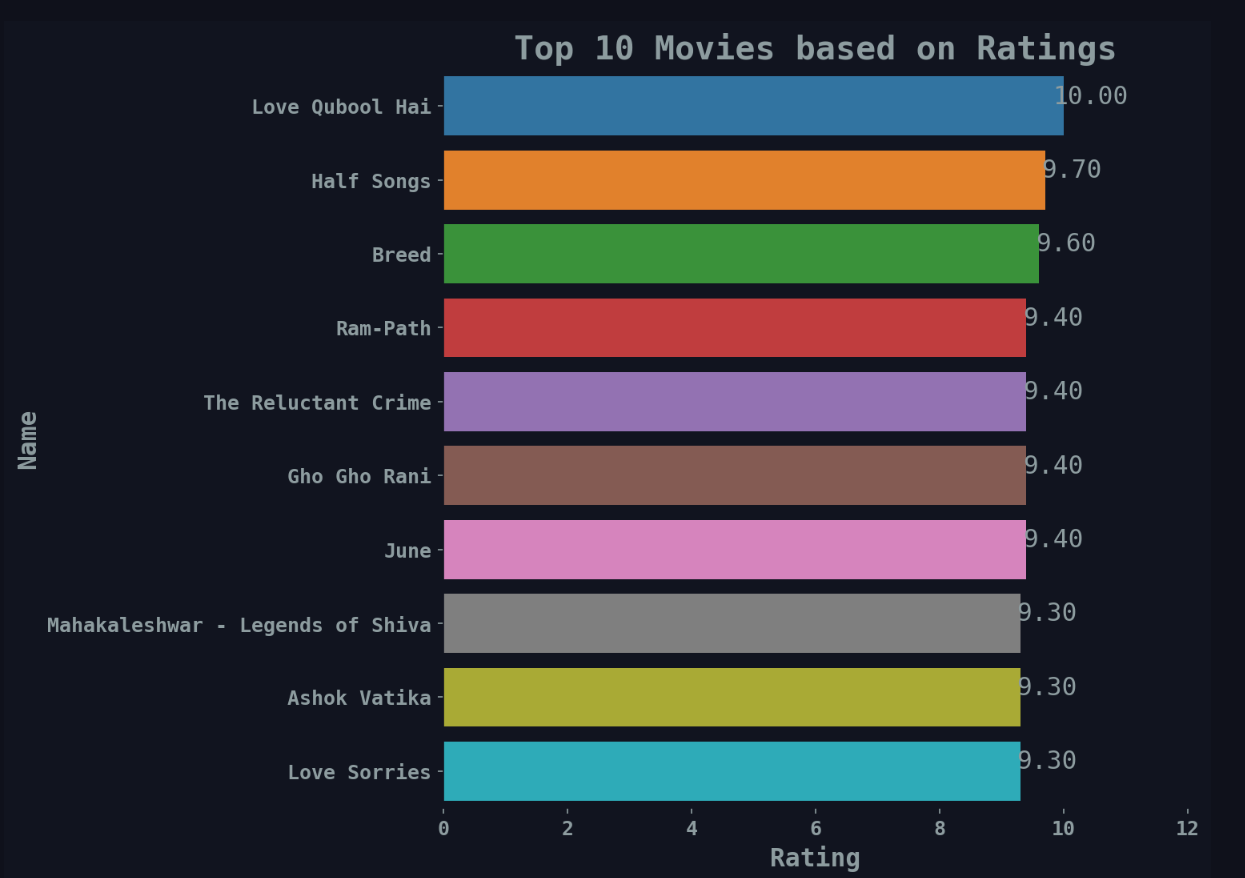 Top 10 Movies based on Ratings
Love Qubool Hai 10.00
Half Songs 9.70
Breed 9.60
Ram-Path 9.40
The Reluctant Crime 9.40
Gho Gho Rani 9.40
June 9.40
Mahakaleshwar - Legends of Shiva 9.30
Ashok Vatika 9.30
Love Sorries 9.30
Name
0 2 4 6 8 10 12
Rating